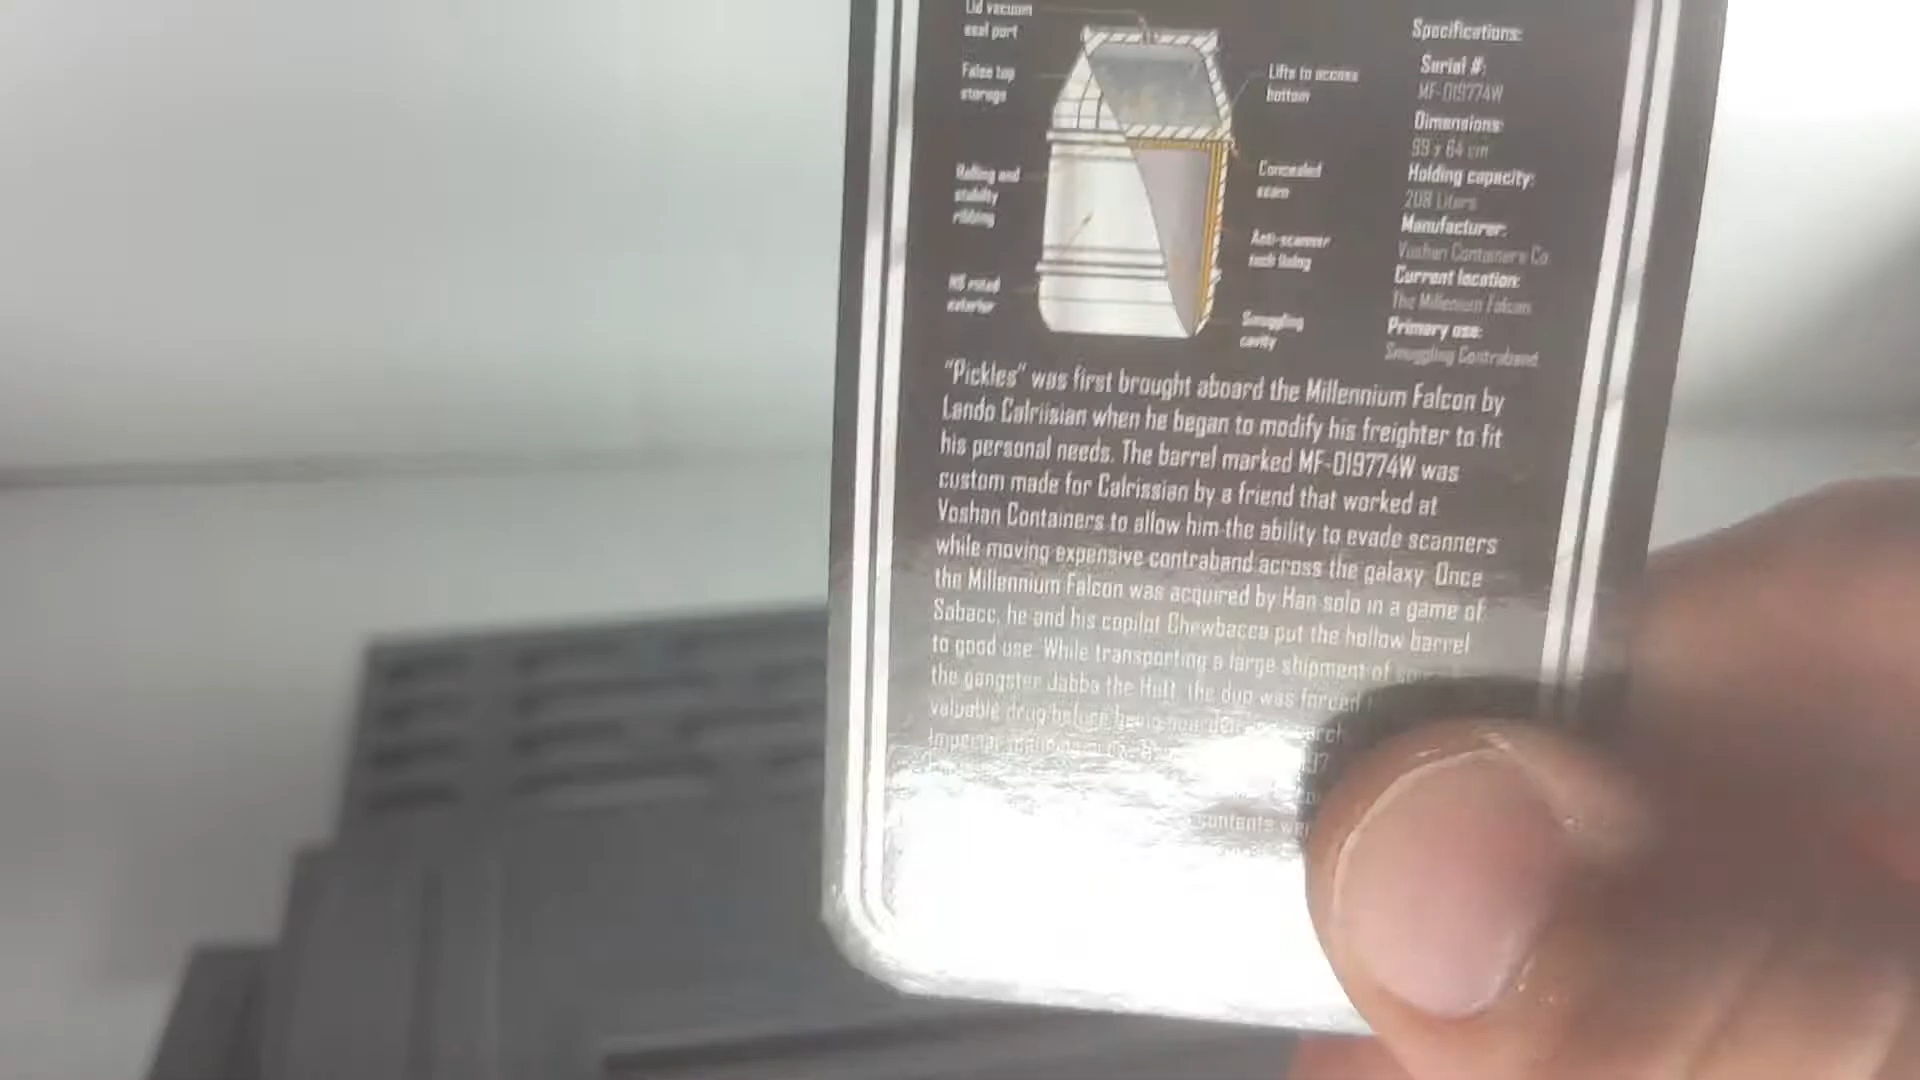 Lid vacuum
seal port
False top
storage
Rolling and
stability
ribbing
rated
exterior
Lifts to access
bottom
Concealed
seam
Anti-scanner
tech lining
Smuggling
cavity
Specifications:
Serial #:
MF-019774W
Dimensions:
99 x 64 cm
Holding capacity:
208 Liters
Manufacturer:
Voshan Containers Co
Current location:
The Millenium Falcon
Primary use:
Smuggling Contraband
"Pickles" was first brought aboard the Millennium Falcon by
Lando Calriisian when he began to modify his freighter to fit
his personal needs. The barrel marked MF-019774W was
custom made for Calrissian by a friend that worked at
Voshan Containers to allow him the ability to evade scanners
while moving expensive contraband across the galaxy. Once
the Millennium Falcon was acquired by Han solo in a game of
Sabacc, he and his copilot Chewbacca put the hollow barrel
to good use. While transporting a large shipment of
the gangster Jabba the Hutt, the duo was forced
valuable drug before being
Imperial
contents